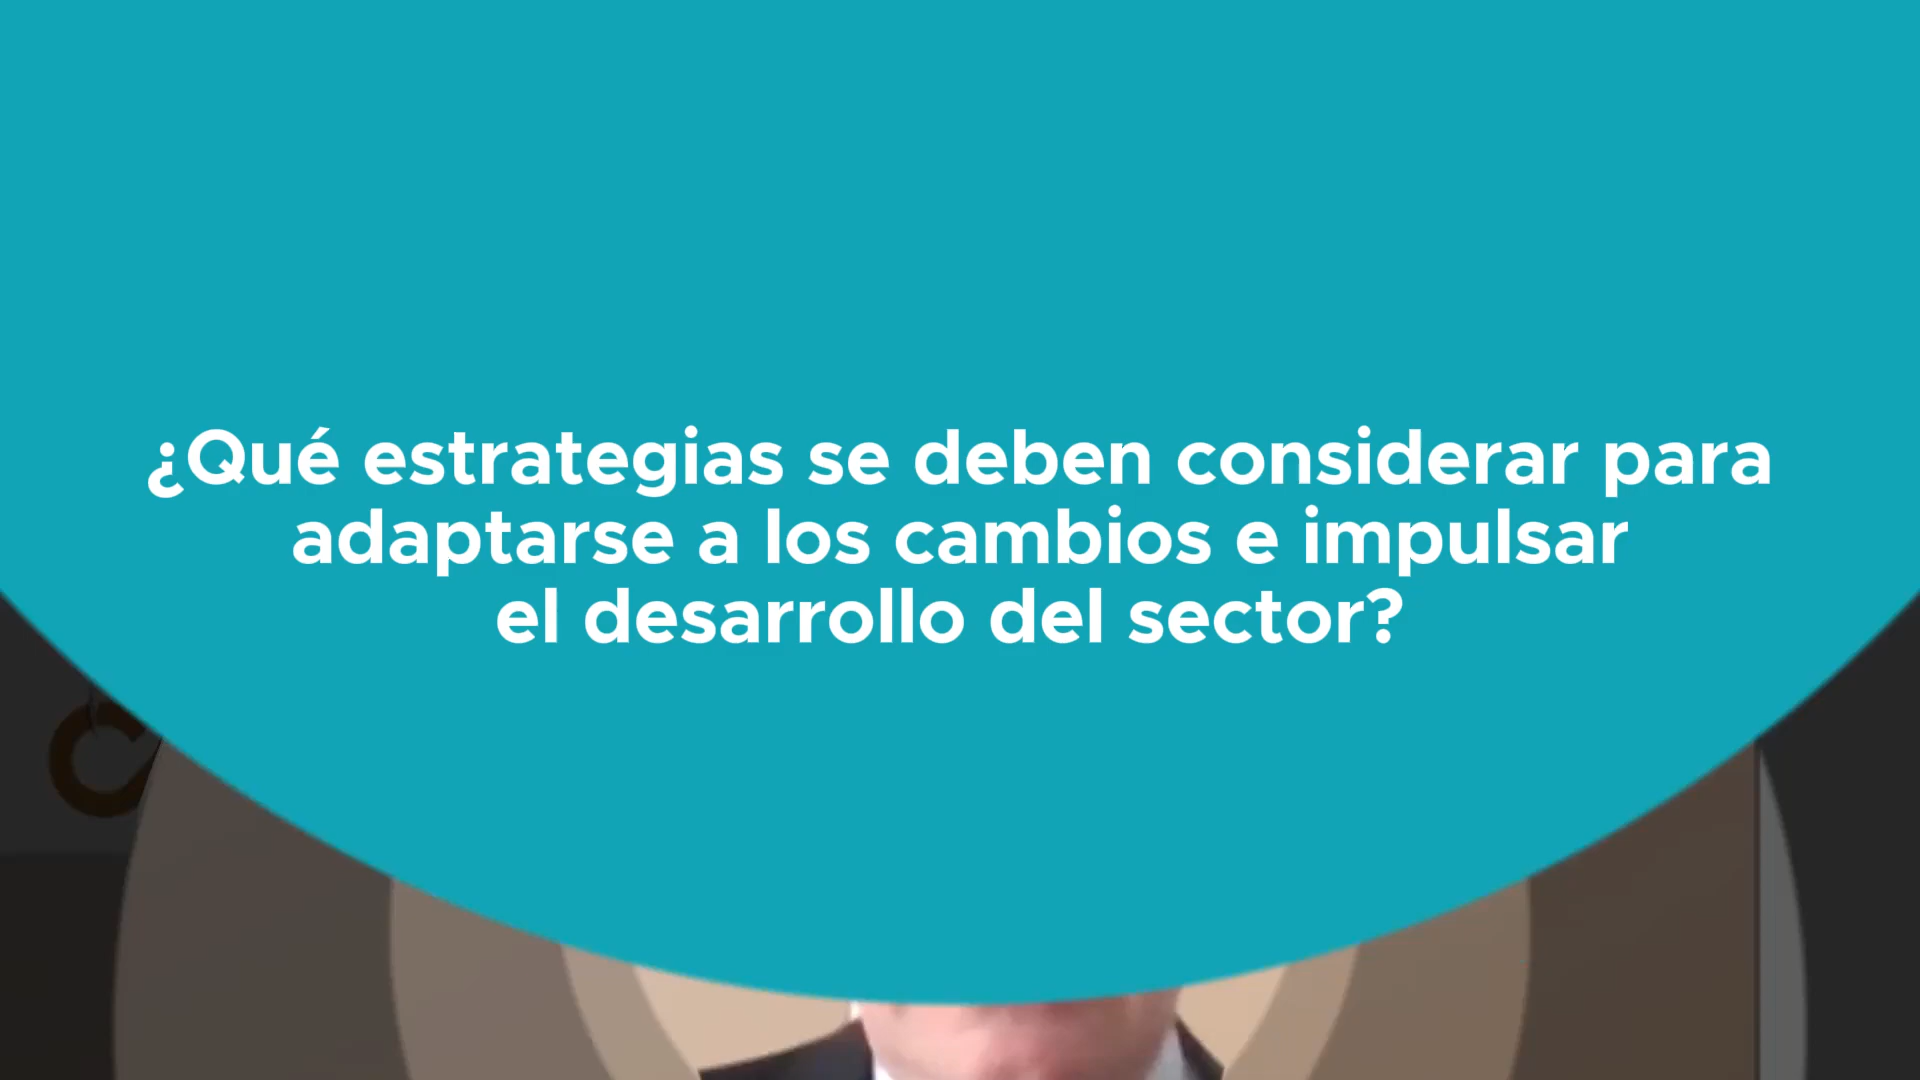 ¿Qué estrategias se deben considerar para
adaptarse a los cambios e impulsar
el desarrollo del sector?